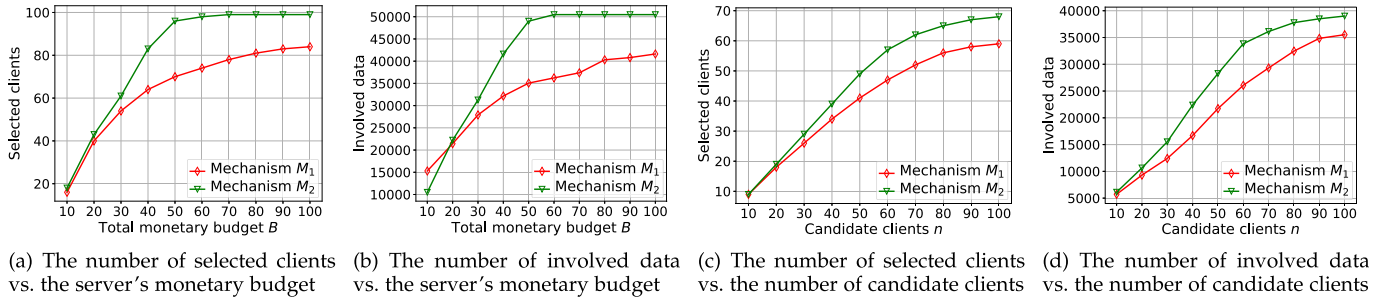 100
80
60
40
20
Selected clients
Mechanism M1
Mechanism M2
10 20 30 40 50 60 70 80 90 100
Total monetary budget B
(a) The number of selected clients
vs. the server's monetary budget
50000
45000
40000
35000
30000
25000
20000
15000
10000
Involved data
Mechanism M1
Mechanism M2
10 20 30 40 50 60 70 80 90 100
Total monetary budget B
(b) The number of involved data
vs. the server's monetary budget
70
60
50
40
30
20
10
Selected clients
Mechanism M1
Mechanism M2
10 20 30 40 50 60 70 80 90 100
Candidate clients n
(c) The number of selected clients
vs. the number of candidate clients
40000
35000
30000
25000
20000
15000
10000
5000
Involved data
Mechanism M1
Mechanism M2
10 20 30 40 50 60 70 80 90 100
Candidate clients n
(d) The number of involved data
vs. the number of candidate clients